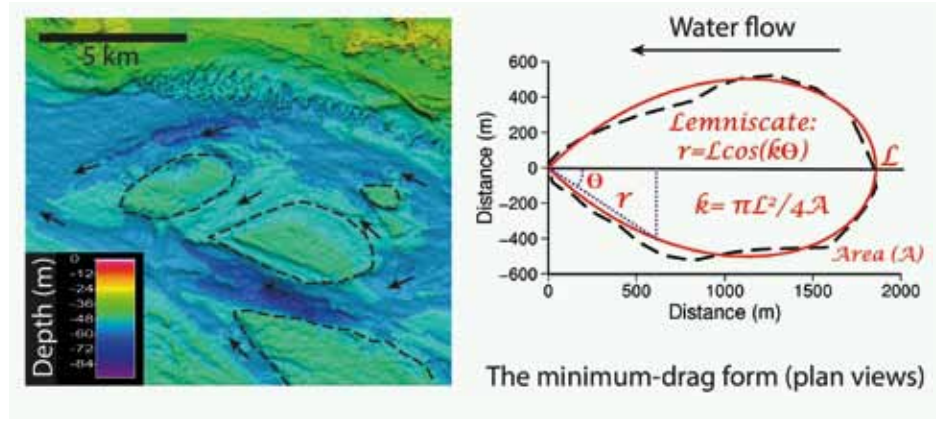 5 km
Depth (m)
0
-12
-24
-36
-48
-60
-72
-84
Water flow
Distance (m)
600
400
200
0
-200
-400
-600
Lemniscate:
r=Lcos(kΘ)
L
Θ
r
k= πL²/4A
Area (A)
0
500
1000
1500
2000
Distance (m)
The minimum-drag form (plan views)